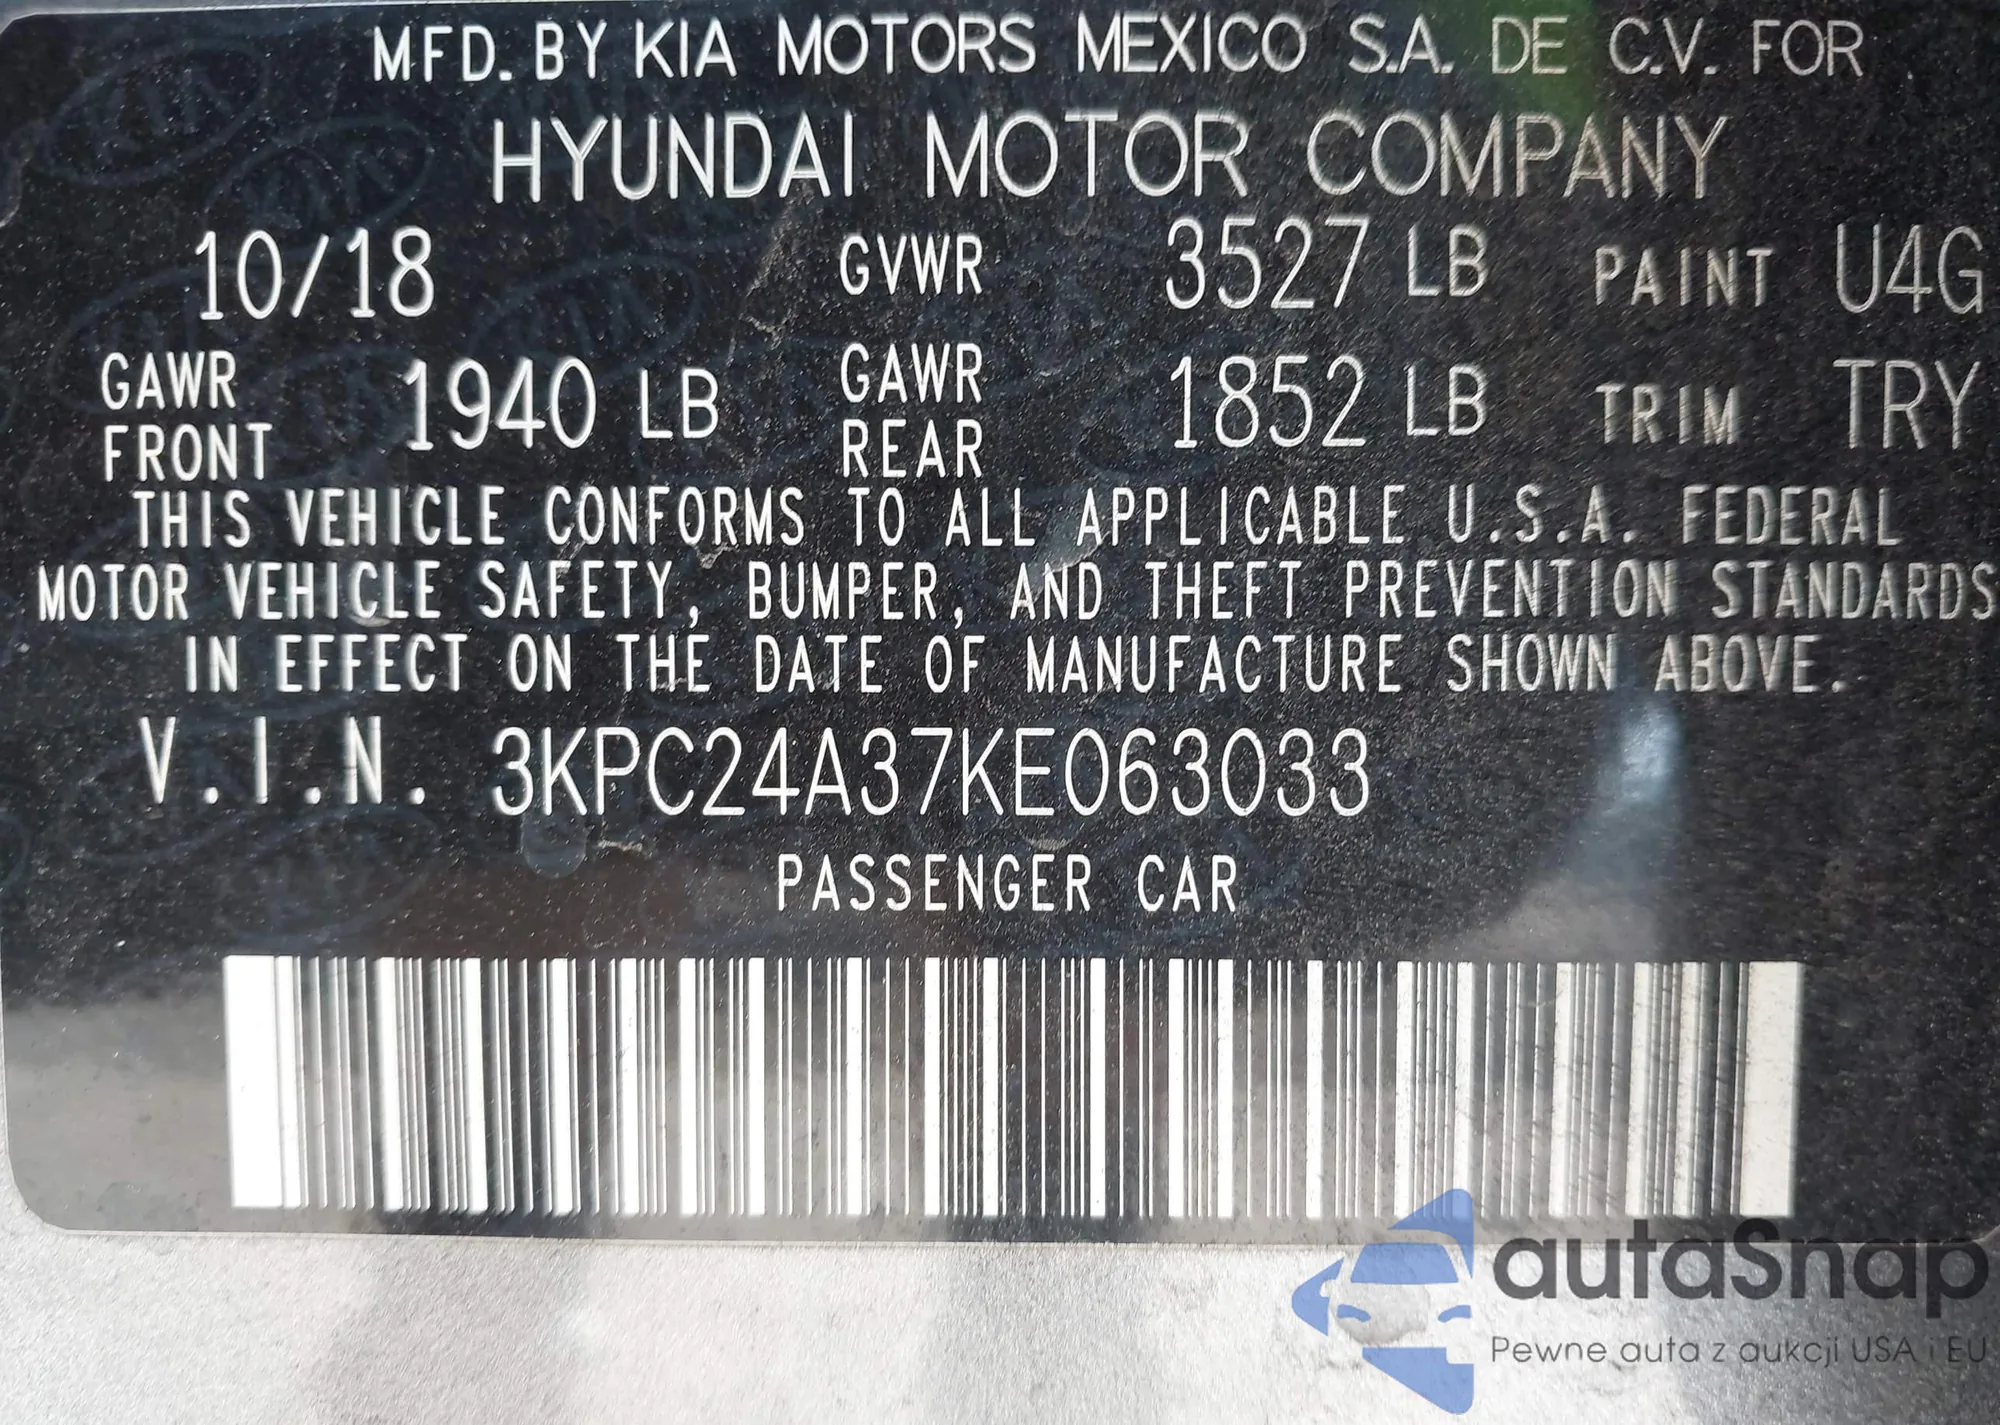 MFD. BY KIA MOTORS MEXICO S.A. DE C.V. FOR
HYUNDAI MOTOR COMPANY
10/18 GVWR 3527 LB PAINT U4G
GAWR FRONT 1940 LB GAWR REAR 1852 LB TRIM TRY
THIS VEHICLE CONFORMS TO ALL APPLICABLE U.S.A. FEDERAL
MOTOR VEHICLE SAFETY, BUMPER, AND THEFT PREVENTION STANDARDS
IN EFFECT ON THE DATE OF MANUFACTURE SHOWN ABOVE.
V.I.N. 3KPC24A37KE063033
PASSENGER CAR
autaSnap
Pewne auta z aukcji USA i EU